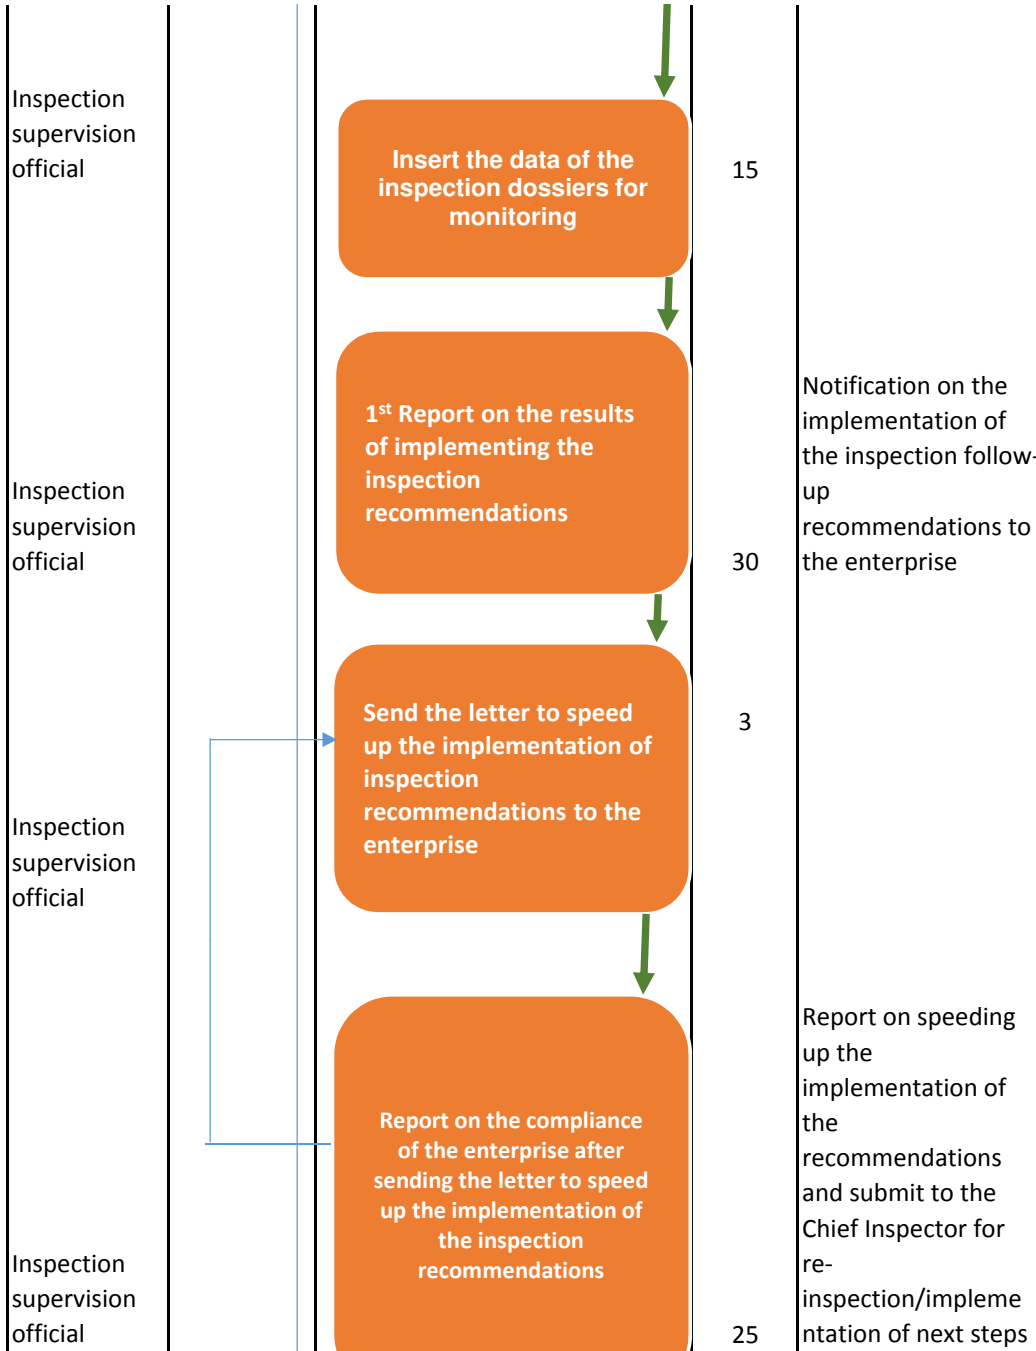 Inspection
supervision
official
Insert the data of the
inspection dossiers for
monitoring
15
Inspection
supervision
official
1st Report on the results
of implementing the
inspection
recommendations
30
Notification on the
implementation of
the inspection follow-
up
recommendations to
the enterprise
Inspection
supervision
official
Send the letter to speed
up the implementation of
inspection
recommendations to the
enterprise
3
Inspection
supervision
official
Report on the compliance
of the enterprise after
sending the letter to speed
up the implementation of
the inspection
recommendations
25
Report on speeding
up the
implementation of
the
recommendations
and submit to the
Chief Inspector for
re-
inspection/impleme
ntation of next steps